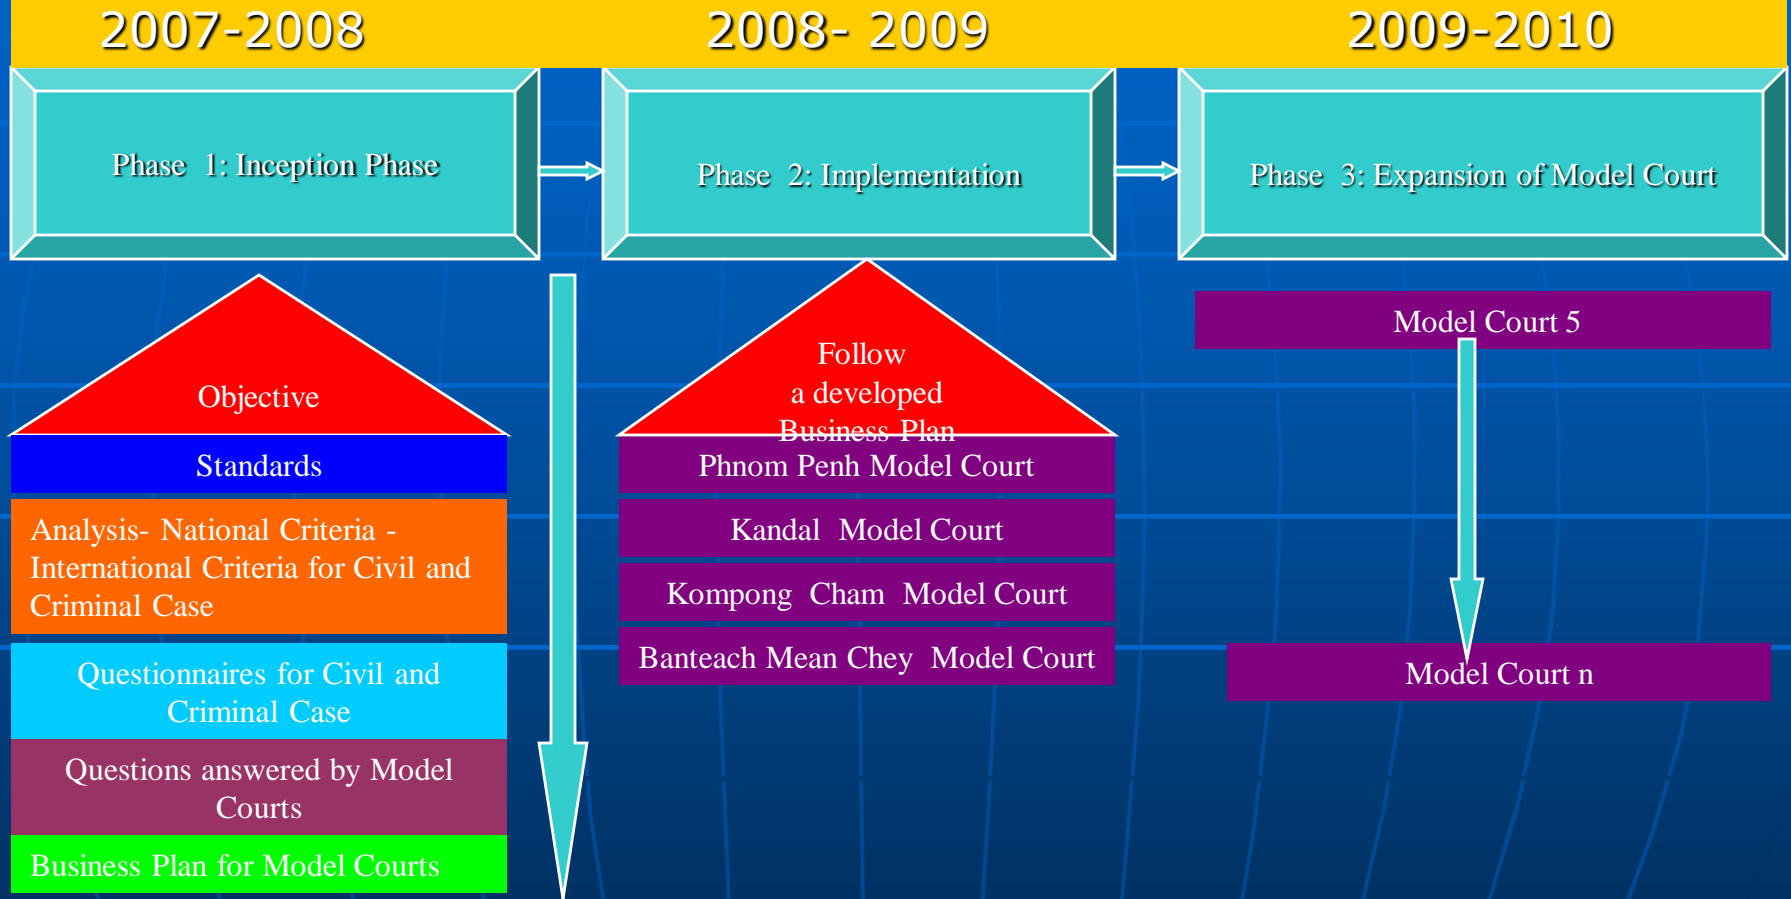 2007-2008
2008- 2009
2009-2010
Phase 1: Inception Phase
Phase 2: Implementation
Phase 3: Expansion of Model Court
Objective
Standards
Analysis- National Criteria -
International Criteria for Civil and
Criminal Case
Questionnaires for Civil and
Criminal Case
Questions answered by Model
Courts
Business Plan for Model Courts
Follow
a developed
Business Plan
Phnom Penh Model Court
Kandal Model Court
Kompong Cham Model Court
Banteach Mean Chey Model Court
Model Court 5
Model Court n